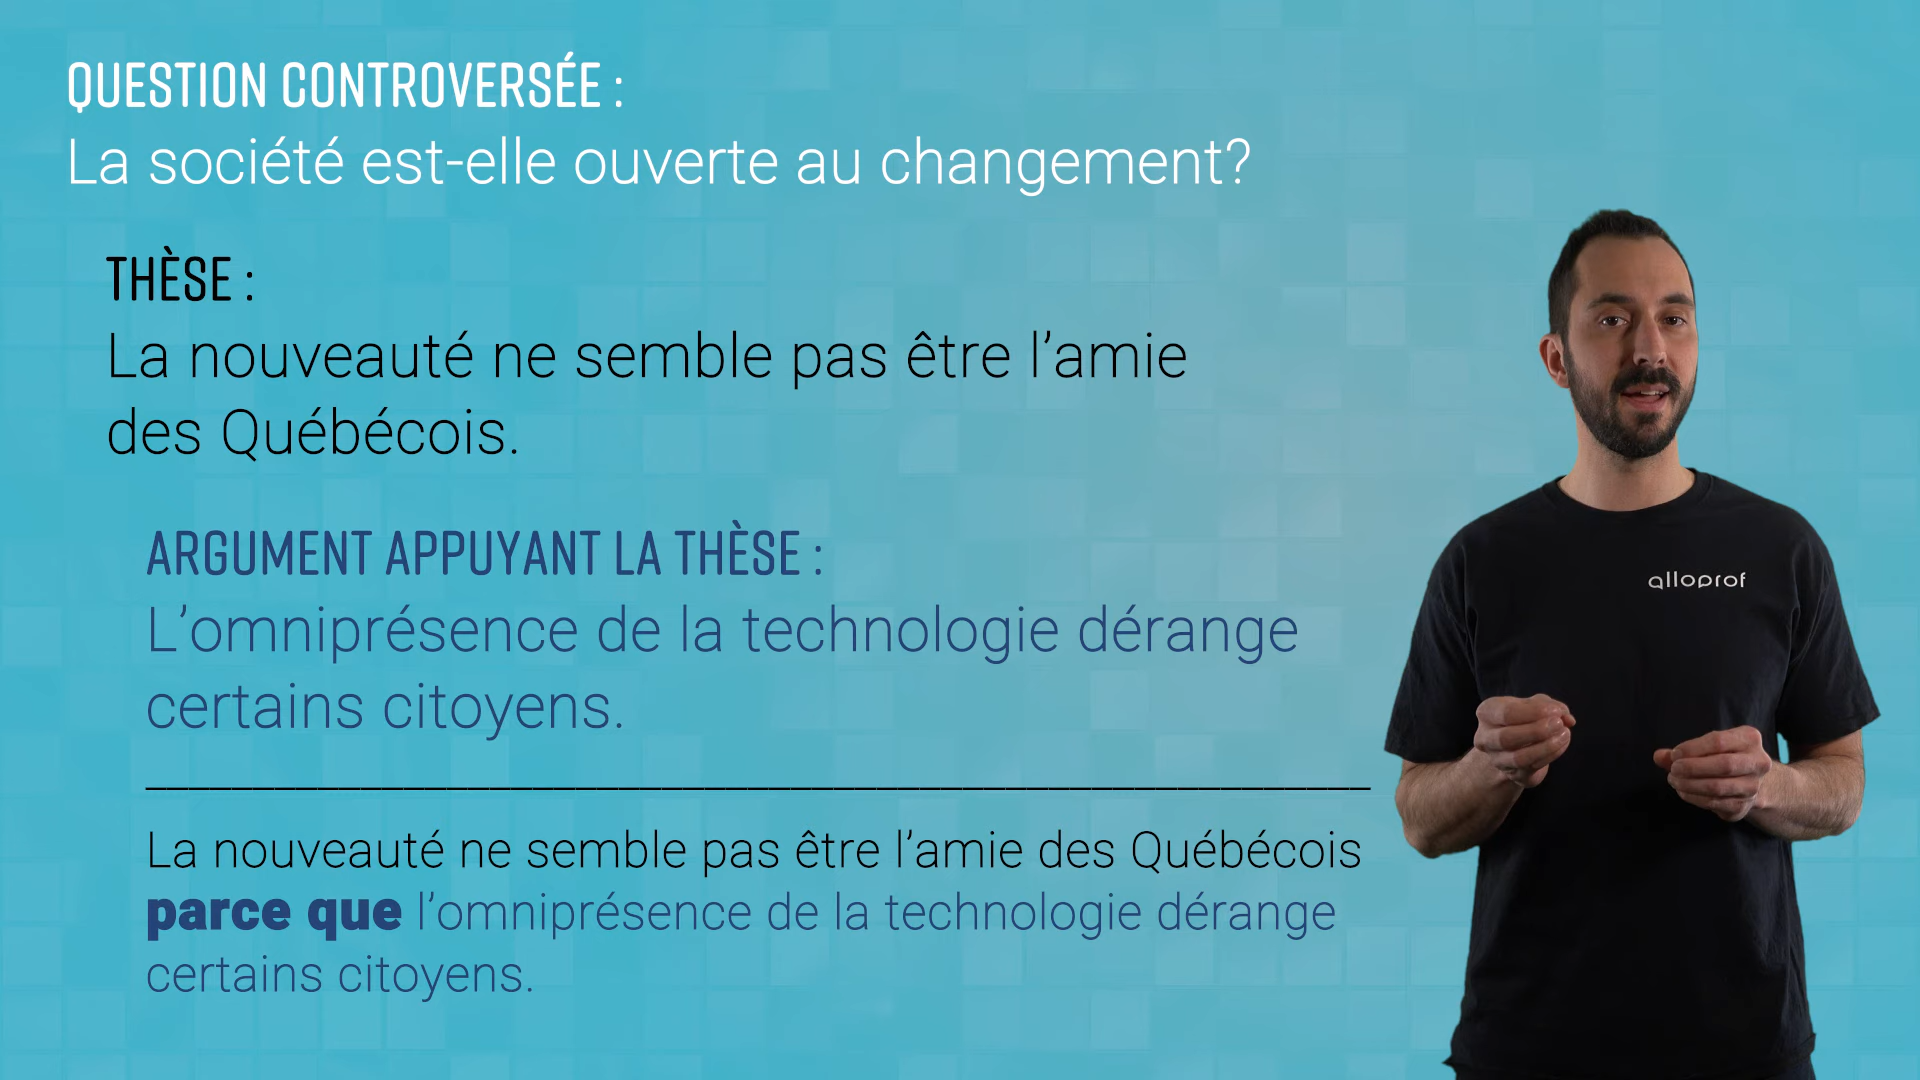 QUESTION CONTROVERSÉE :
La société est-elle ouverte au changement?
THÈSE :
La nouveauté ne semble pas être l’amie
des Québécois.
ARGUMENT APPUYANT LA THÈSE :
L’omniprésence de la technologie dérange
certains citoyens.
La nouveauté ne semble pas être l’amie des Québécois
parce que l’omniprésence de la technologie dérange
certains citoyens.
alloprof